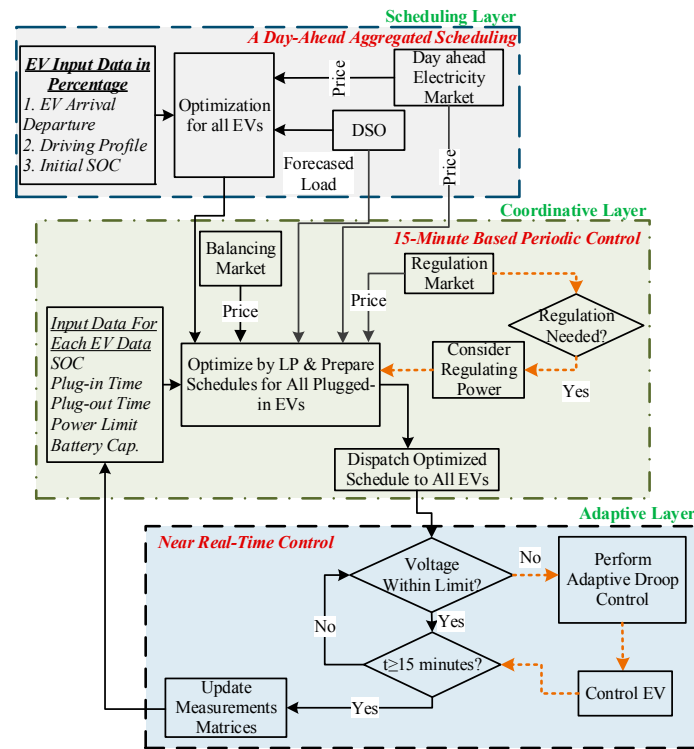 Scheduling Layer
A Day-Ahead Aggregated Scheduling
EV Input Data in
Percentage
1. EV Arrival
Departure
2. Driving Profile
3. Initial SOC
Optimization
for all EVs
Price
Day ahead
Electricity
Market
DSO
Forecased
Load
Price
Coordinative Layer
15-Minute Based Periodic Control
Balancing
Market
Price
Price
Regulation
Market
Regulation
Needed?
Yes
Consider
Regulating
Power
Input Data For
Each EV Data
SOC
Plug-in Time
Plug-out Time
Power Limit
Battery Cap.
Optimize by LP & Prepare
Schedules for All Plugged-
in EVs
Dispatch Optimized
Schedule to All EVs
Adaptive Layer
Near Real-Time Control
Voltage
Within Limit?
No
Perform
Adaptive Droop
Control
Yes
No
t≥15 minutes?
Control EV
Yes
Update
Measurements
Matrices